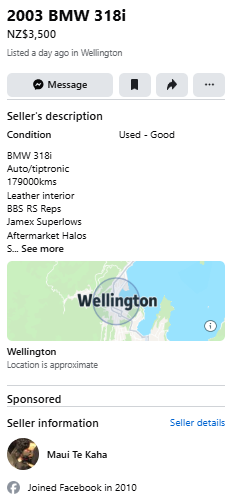 2003 BMW 318i
NZ$3,500
Listed a day ago in Wellington
Message
Seller's description
Condition Used - Good
BMW 318i
Auto/tiptronic
179000kms
Leather interior
BBS RS Reps
Jamex Superlows
Aftermarket Halos
S... See more
Wellington
Wellington
Location is approximate
Sponsored
Seller information Seller details
Maui Te Kaha
Joined Facebook in 2010